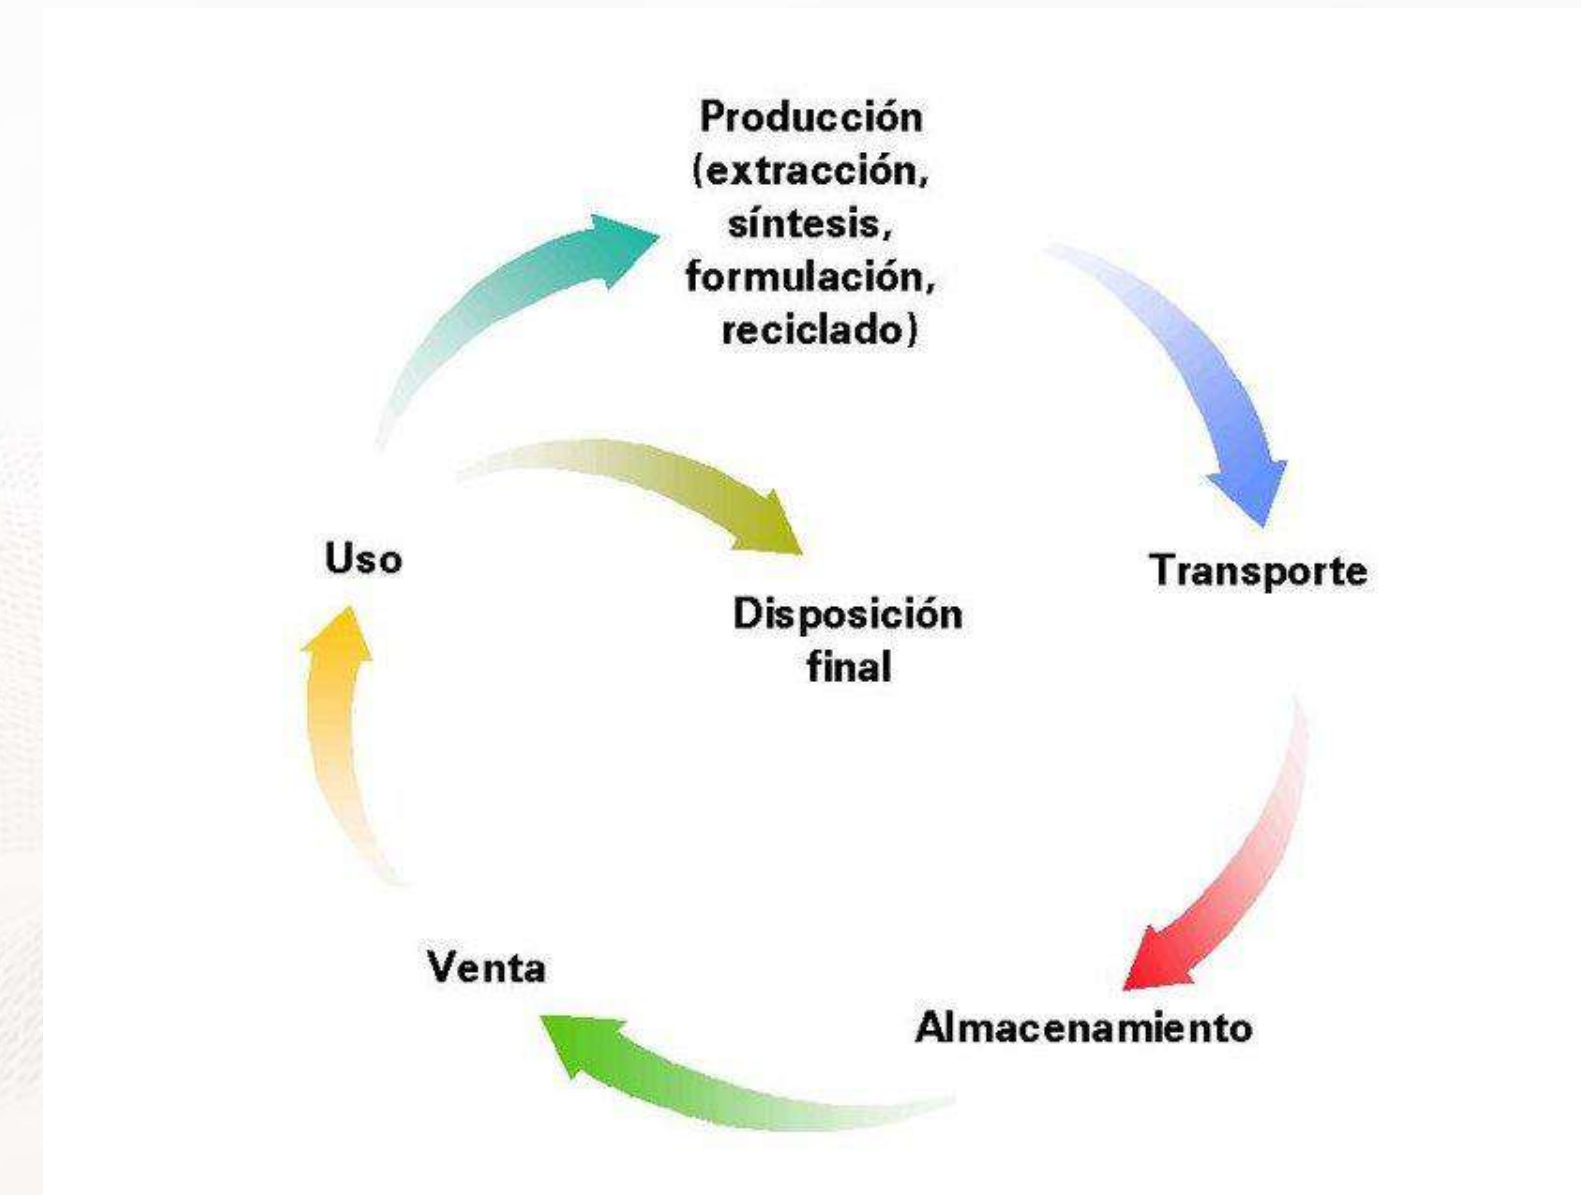 Producción
(extracción,
síntesis,
formulación,
reciclado)
Uso
Disposición
final
Transporte
Venta
Almacenamiento